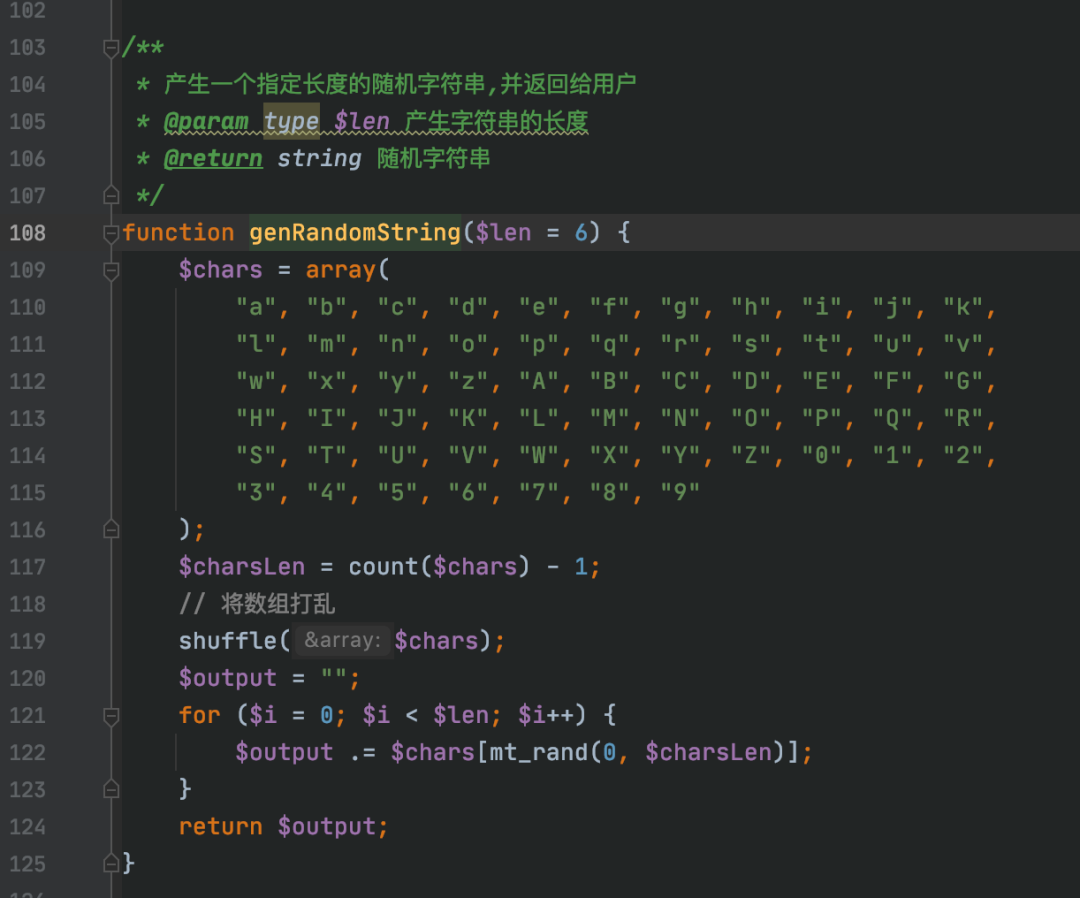 102
103 /**
104  * 产生一个指定长度的随机字符串,并返回给用户
105  * @param type $len 产生字符串的长度
106  * @return string 随机字符串
107  */
108 function genRandomString($len = 6) {
109     $chars = array(
110         "a", "b", "c", "d", "e", "f", "g", "h", "i", "j", "k",
111         "l", "m", "n", "o", "p", "q", "r", "s", "t", "u", "v",
112         "w", "x", "y", "z", "A", "B", "C", "D", "E", "F", "G",
113         "H", "I", "J", "K", "L", "M", "N", "O", "P", "Q", "R",
114         "S", "T", "U", "V", "W", "X", "Y", "Z", "0", "1", "2",
115         "3", "4", "5", "6", "7", "8", "9"
116     );
117     $charsLen = count($chars) - 1;
118     // 将数组打乱
119     shuffle( &array: $chars);
120     $output = "";
121     for ($i = 0; $i < $len; $i++) {
122         $output .= $chars[mt_rand(0, $charsLen)];
123     }
124     return $output;
125 }